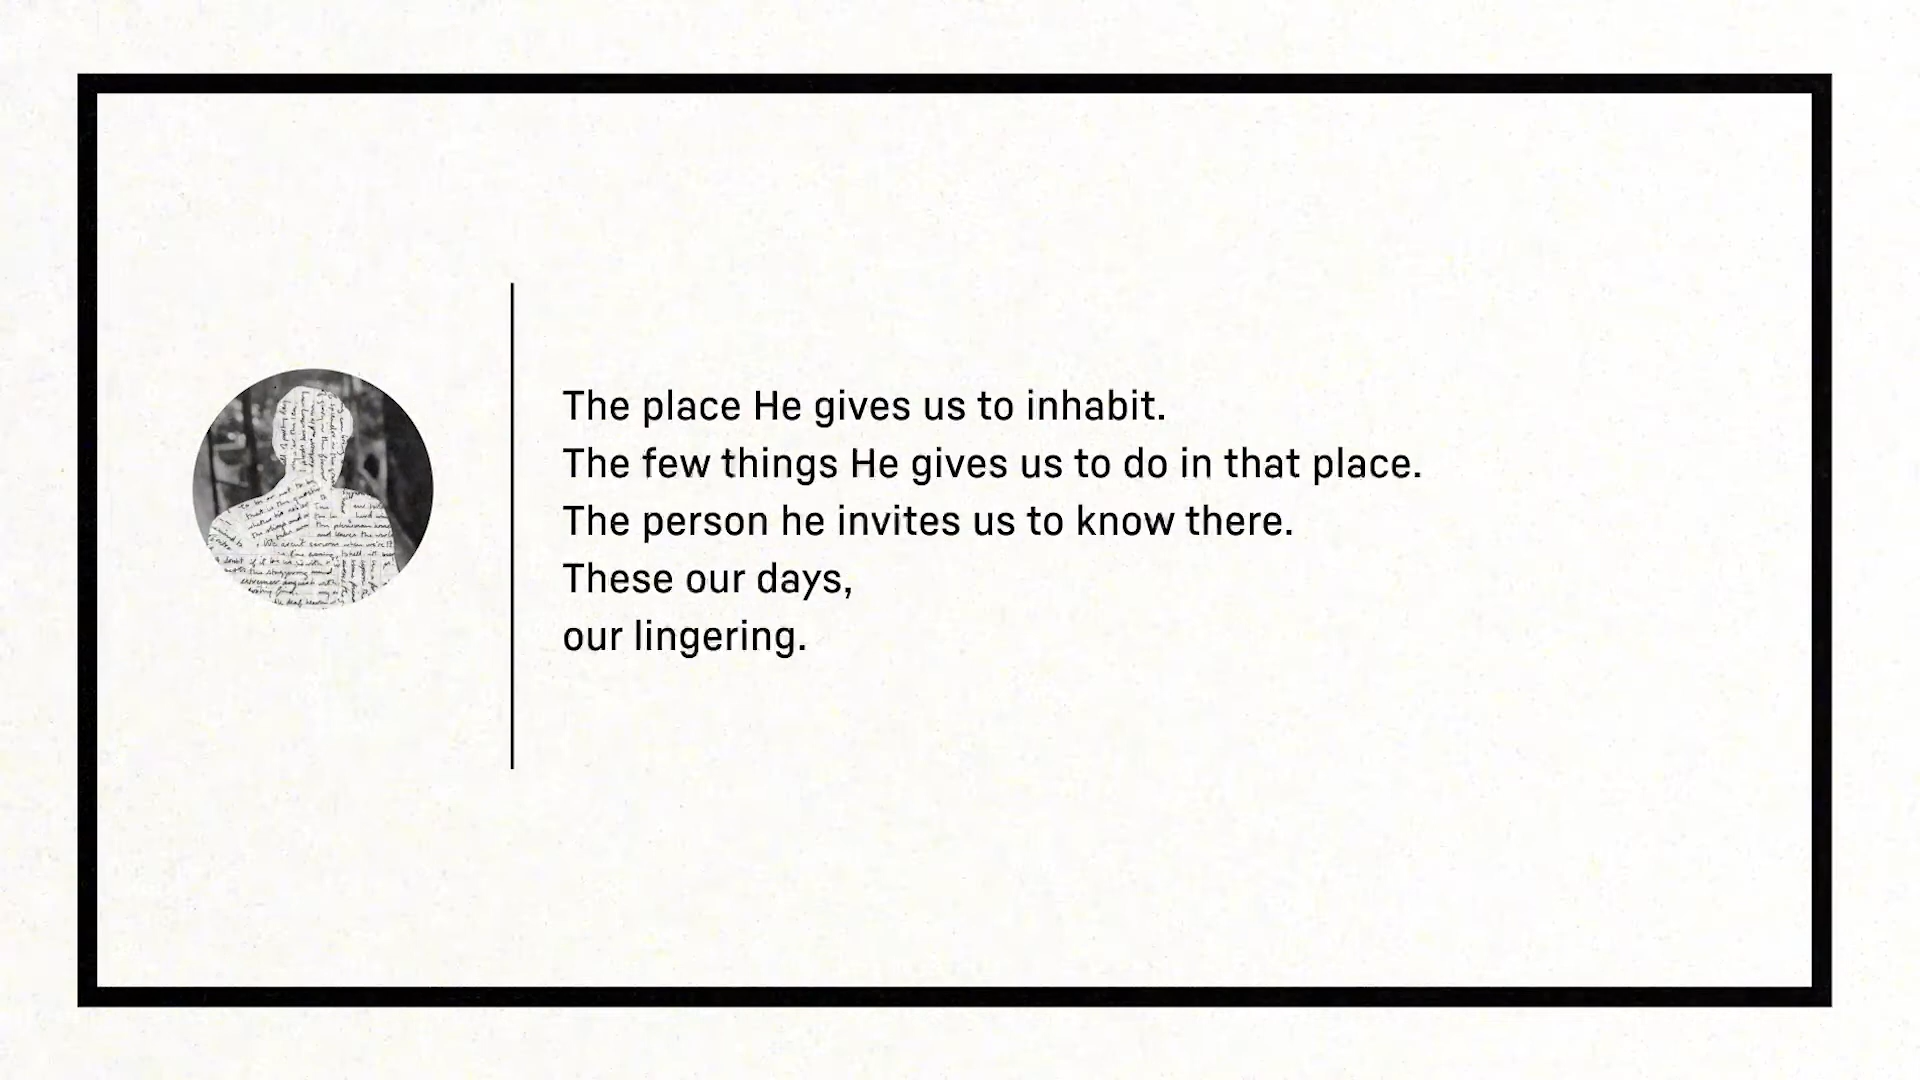 The place He gives us to inhabit.
The few things He gives us to do in that place.
The person he invites us to know there.
These our days,
our lingering.